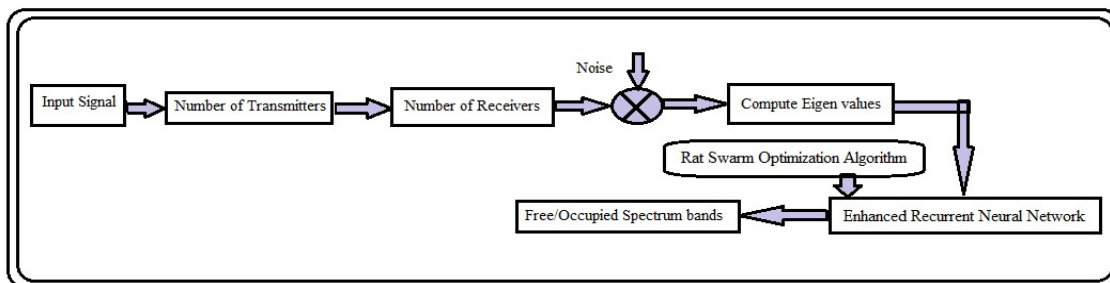 Noise
Input Signal
Number of Transmitters
Number of Receivers
Compute Eigen values
Rat Swarm Optimization Algorithm
Free/Occupied Spectrum bands
Enhanced Recurrent Neural Network